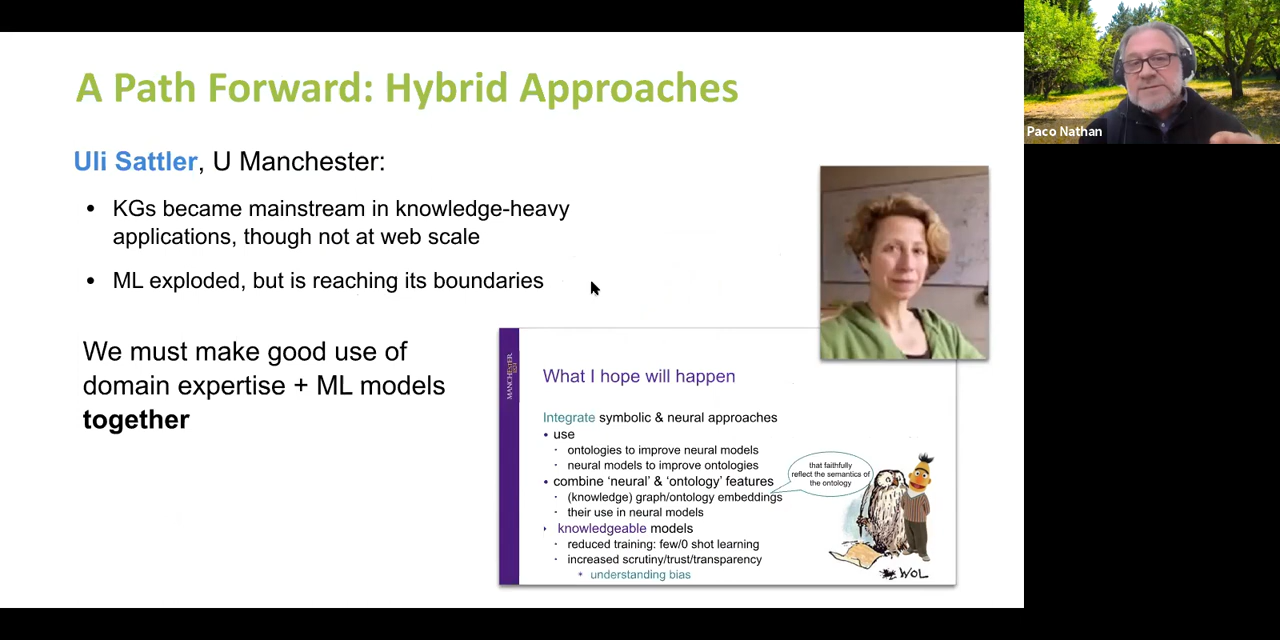 A Path Forward: Hybrid Approaches
Paco Nathan
Uli Sattler, U Manchester:
• KGs became mainstream in knowledge-heavy
applications, though not at web scale
• ML exploded, but is reaching its boundaries
We must make good use of
domain expertise + ML models
together
MANCHESTER
1824
What I hope will happen
Integrate symbolic & neural approaches
• use
· ontologies to improve neural models
· neural models to improve ontologies
• combine ‘neural’ & ‘ontology’ features
· (knowledge) graph/ontology embeddings
· their use in neural models
‣ knowledgeable models
· reduced training: few/0 shot learning
· increased scrutiny/trust/transparency
* understanding bias
that faithfully
reflect the semantics of
the ontology
WOL